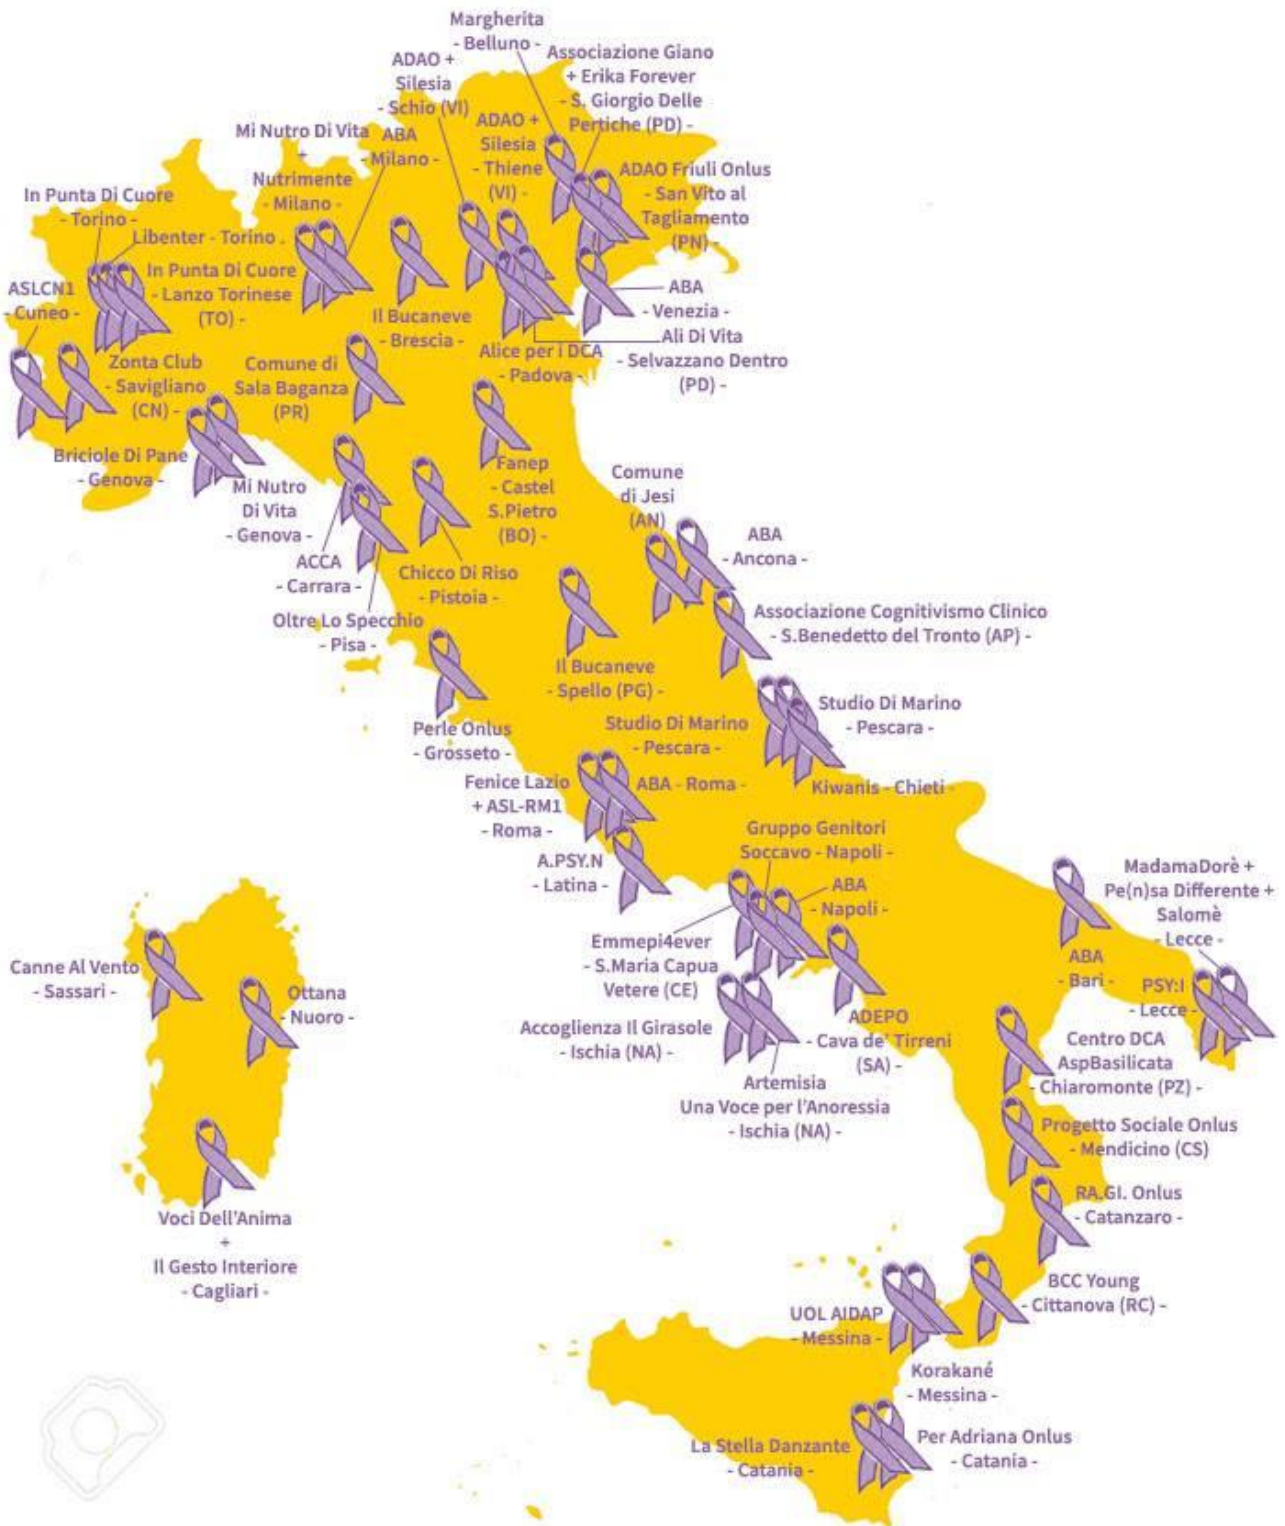 Margherita
- Belluno -
ADAO +
Silesia
- Schio (VI)
Associazione Giano
+ Erika Forever
- S. Giorgio Delle
Pertiche (PD) -
Mi Nutro Di Vita
+
Nutrimente
- Milano -
ABA
- Milano -
ADAO +
Silesia
- Thiene
(VI) -
ADAO Friuli Onlus
- San Vito al
Tagliamento
(PN) -
In Punta Di Cuore
- Torino -
Libenter - Torino .
In Punta Di Cuore
- Lanzo Torinese
(TO) -
ASLCN1
- Cuneo -
Il Bucaneve
- Brescia -
ABA
- Venezia -
Ali Di Vita
- Selvazzano Dentro
(PD) -
Alice per i DCA
- Padova -
Zonta Club
- Savigliano
(CN) -
Comune di
Sala Baganza
(PR)
Briciole Di Pane
- Genova -
Mi Nutro
Di Vita
- Genova -
Fanep
- Castel
S.Pietro
(BO) -
Comune
di Jesi
(AN)
ABA
- Ancona -
ACCA
- Carrara -
Chicco Di Riso
- Pistoia -
Oltre Lo Specchio
- Pisa -
Associazione Cognitivismo Clinico
- S.Benedetto del Tronto (AP) -
Il Bucaneve
- Spello (PG) -
Studio Di Marino
- Pescara -
Studio Di Marino
- Pescara -
Perle Onlus
- Grosseto -
Fenice Lazio
+ ASL-RM1
- Roma -
ABA - Roma -
Kiwanis - Chieti -
Gruppo Genitori
Soccavo - Napoli -
A.PSY.N
- Latina -
ABA
- Napoli -
MadamaDorè +
Pe(n)sa Differente +
Salomè
- Lecce -
Emmepi4ever
- S.Maria Capua
Vetere (CE)
ABA
- Bari -
PSY:I
- Lecce -
Canne Al Vento
- Sassari -
Ottana
- Nuoro -
Accoglienza Il Girasole
- Ischia (NA) -
ADEPO
- Cava de' Tirreni
(SA) -
Centro DCA
AspBasilicata
- Chiaromonte (PZ) -
Artemisia
Una Voce per l'Anoressia
- Ischia (NA) -
Progetto Sociale Onlus
- Mendicino (CS)
RA.GI. Onlus
- Catanzaro -
Voci Dell'Anima
+
Il Gesto Interiore
- Cagliari -
BCC Young
- Cittanova (RC) -
UOL AIDAP
- Messina -
Korakané
- Messina -
La Stella Danzante
- Catania -
Per Adriana Onlus
- Catania -